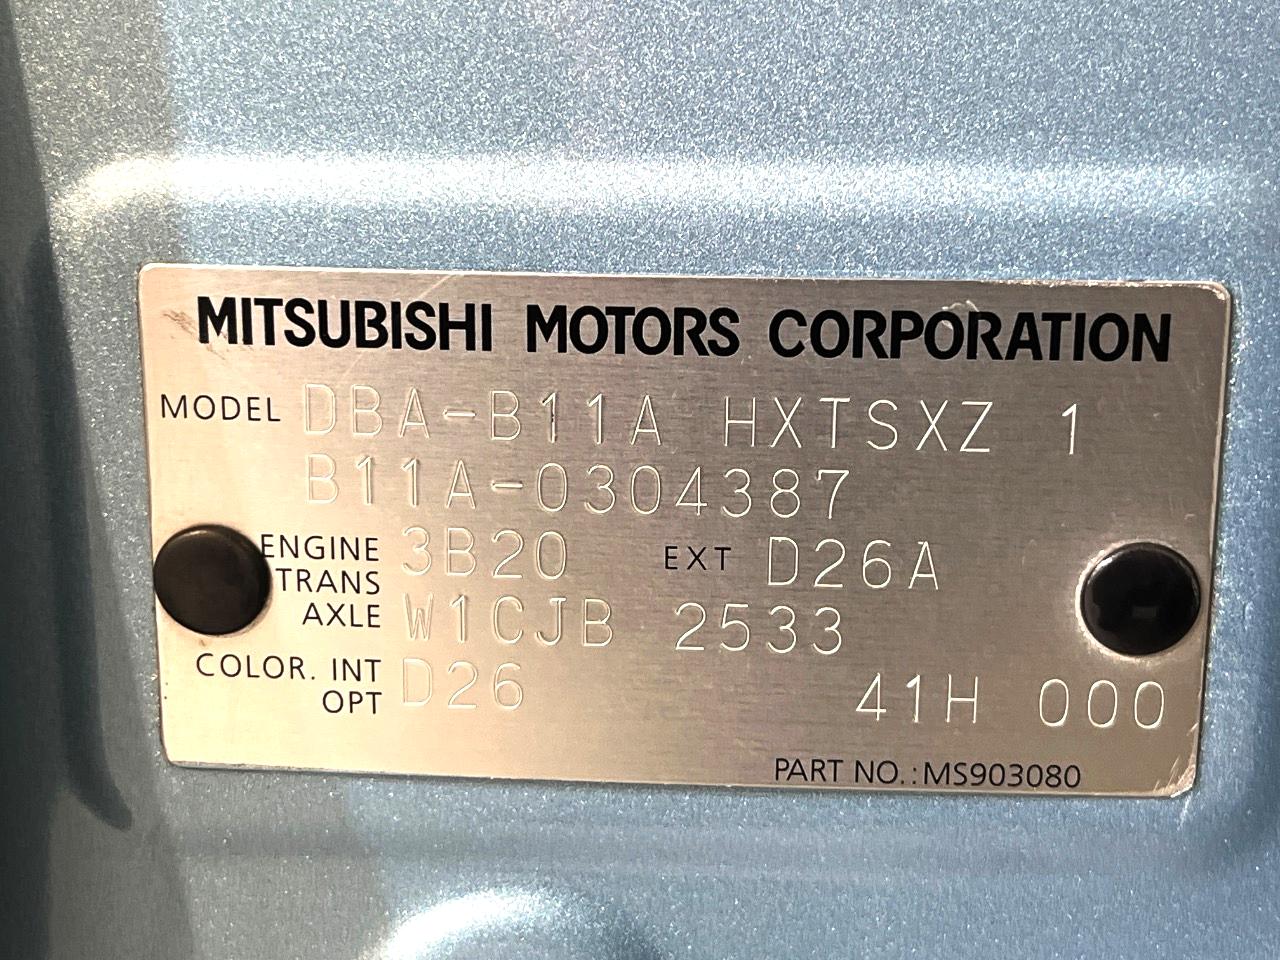 MITSUBISHI MOTORS CORPORATION
MODEL DBA-B11A HXTSXZ 1
B11A-0304387
ENGINE 3B20 EXT D26A
TRANS
AXLE W1CJB 2533
COLOR. INT D26 41H 000
OPT
PART NO.:MS903080